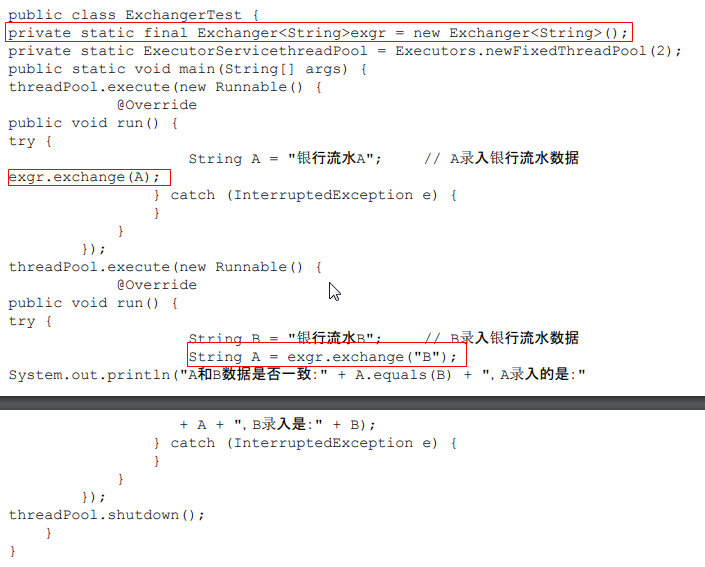 public class ExchangerTest {
private static final Exchanger<String>exgr = new Exchanger<String>();
private static ExecutorServicethreadPool = Executors.newFixedThreadPool(2);
public static void main(String[] args) {
threadPool.execute(new Runnable() {
@Override
public void run() {
try {
String A = "银行流水A"; // A录入银行流水数据
exgr.exchange(A);
} catch (InterruptedException e) {
}
}
});
threadPool.execute(new Runnable() {
@Override
public void run() {
try {
String B = "银行流水B"; // B录入银行流水数据
String A = exgr.exchange("B");
System.out.println("A和B数据是否一致:" + A.equals(B) + ",A录入的是:"
+ A + ",B录入是:" + B);
} catch (InterruptedException e) {
}
}
});
threadPool.shutdown();
}
}